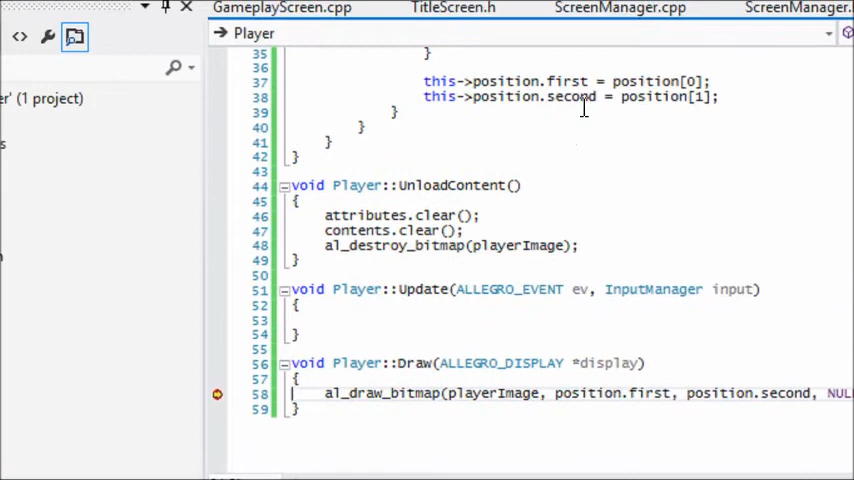 GameplayScreen.cpp TitleScreen.h ScreenManager.cpp ScreenManager.
Player
35 }
36
37 this->position.first = position[0];
38 this->position.second = position[1];
39 }
40 }
41 }
42 }
43
44 void Player::UnloadContent()
45 {
46 attributes.clear();
47 contents.clear();
48 al_destroy_bitmap(playerImage);
49 }
50
51 void Player::Update(ALLEGRO_EVENT ev, InputManager input)
52 {
53
54 }
55
56 void Player::Draw(ALLEGRO_DISPLAY *display)
57 {
58 al_draw_bitmap(playerImage, position.first, position.second, NULL
59 }
r' (1 project)